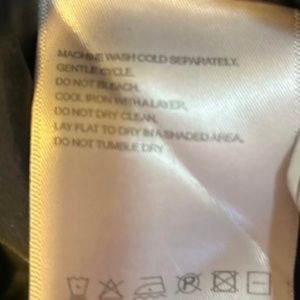 MACHINE WASH COLD SEPARATELY.
GENTLE CYCLE.
DO NOT BLEACH.
COOL IRON WITH A LAYER.
DO NOT DRY CLEAN.
LAY FLAT TO DRY IN A SHADED AREA.
DO NOT TUMBLE DRY